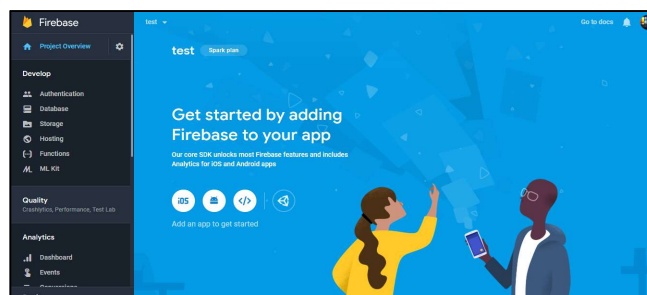 Firebase
test
Go to docs
Project Overview
test
Spark plan
Develop
Authentication
Database
Storage
Hosting
Functions
ML Kit
Get started by adding
Firebase to your app
Our core SDK unlocks most Firebase features and includes
Analytics for iOS and Android apps
iOS
Add an app to get started
Quality
Crashlytics, Performance, Test Lab
Analytics
Dashboard
Events